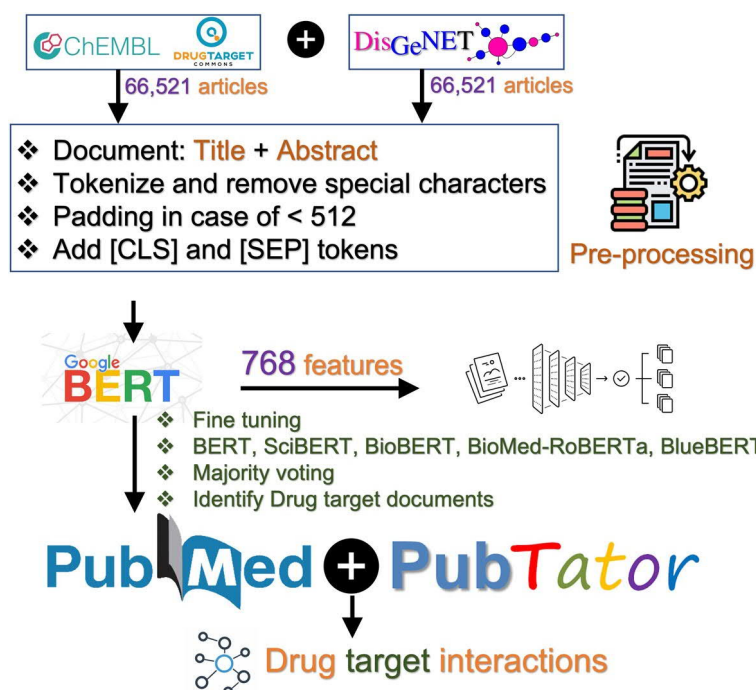 ChEMBL
DRUGTARGET
COMMONS
DisGeNET
66,521 articles
66,521 articles
❖ Document: Title + Abstract
❖ Tokenize and remove special characters
❖ Padding in case of < 512
❖ Add [CLS] and [SEP] tokens
Pre-processing
Google
BERT
768 features
❖ Fine tuning
❖ BERT, SciBERT, BioBERT, BioMed-RoBERTa, BlueBERT
❖ Majority voting
❖ Identify Drug target documents
PubMed + PubTator
Drug target interactions